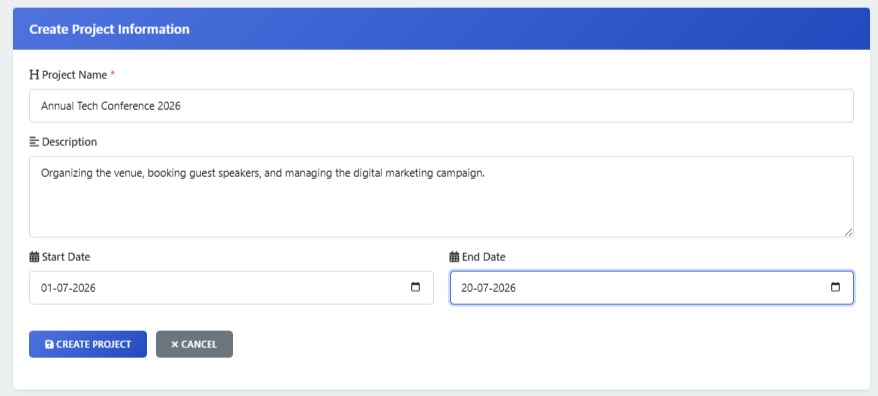 Create Project Information
Project Name *
Annual Tech Conference 2026
Description
Organizing the venue, booking guest speakers, and managing the digital marketing campaign.
Start Date
End Date
01-07-2026
20-07-2026
CREATE PROJECT
× CANCEL